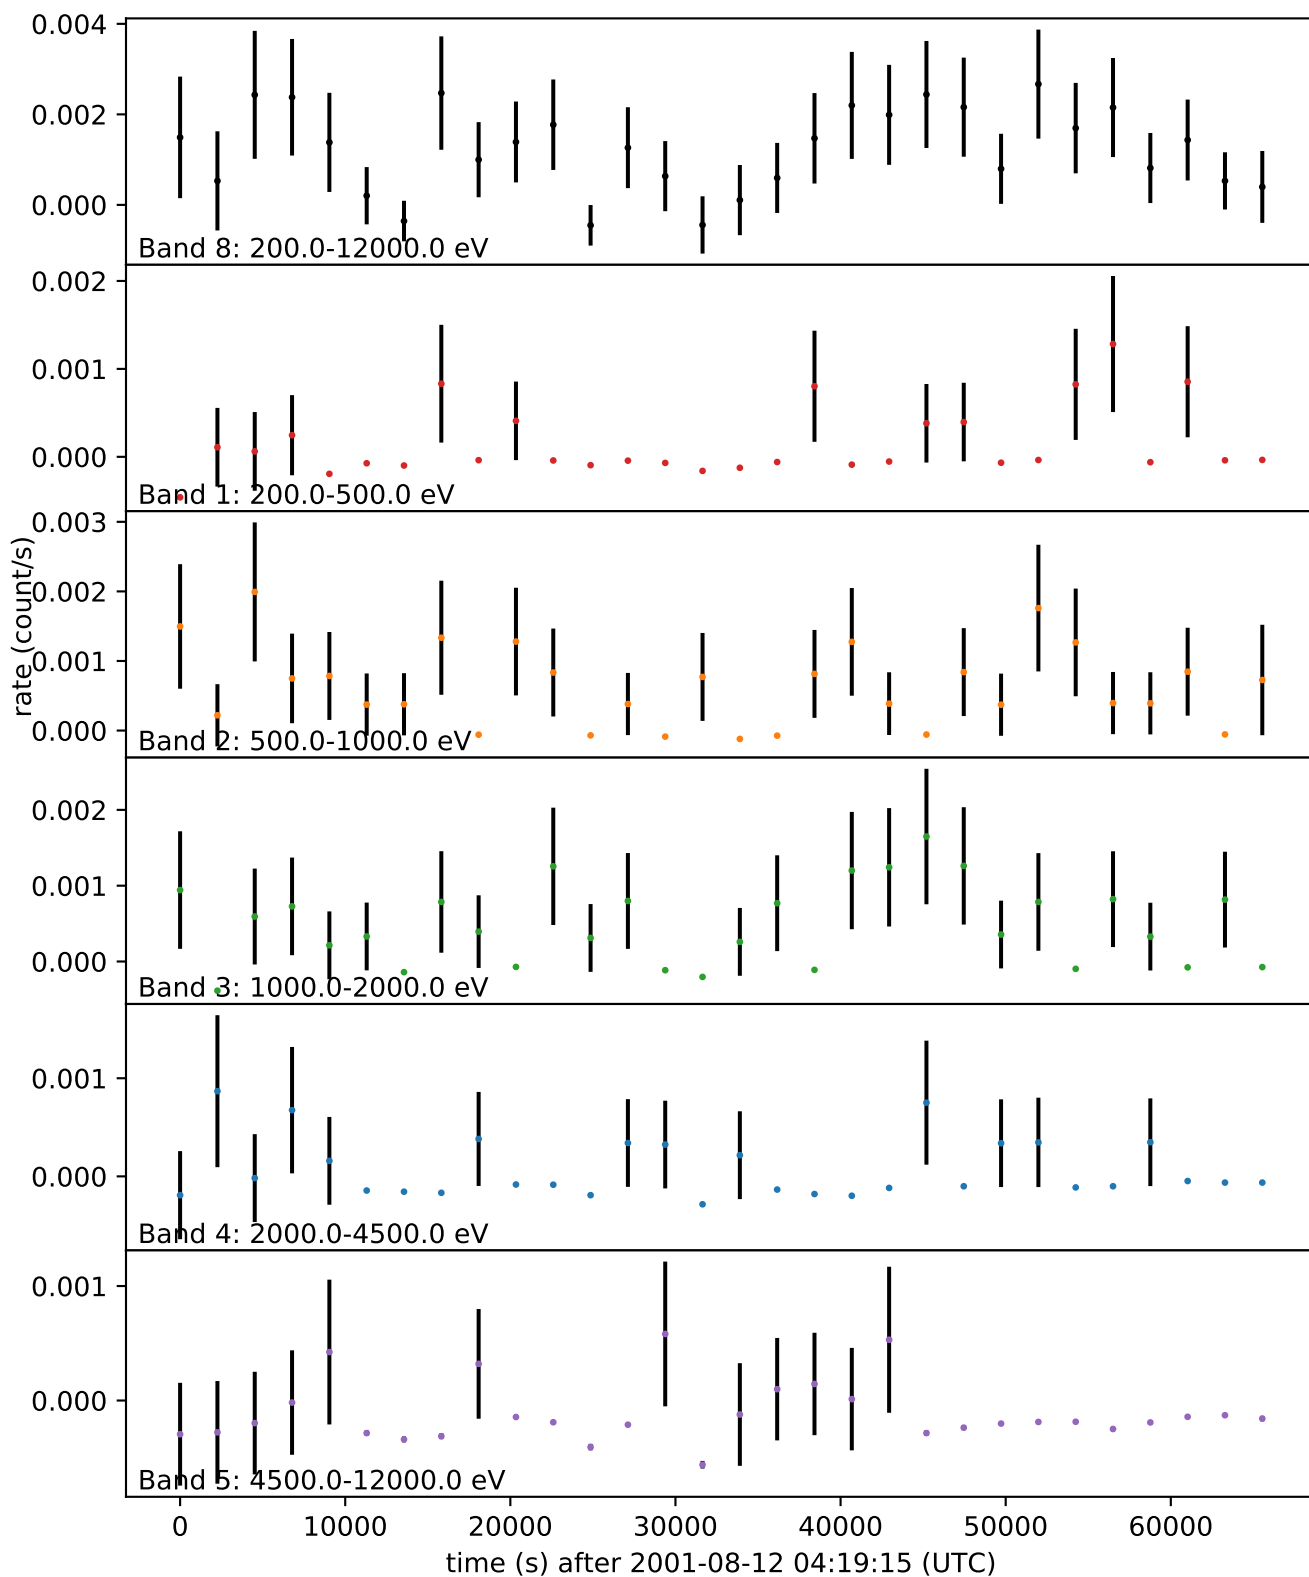 0.004
0.002
0.000
Band 8: 200.0-12000.0 eV
0.002
0.001
0.000
Band 1: 200.0-500.0 eV
rate (count/s)
0.003
0.002
0.001
0.000
Band 2: 500.0-1000.0 eV
0.002
0.001
0.000
Band 3: 1000.0-2000.0 eV
0.001
0.000
Band 4: 2000.0-4500.0 eV
0.001
0.000
Band 5: 4500.0-12000.0 eV
0 10000 20000 30000 40000 50000 60000
time (s) after 2001-08-12 04:19:15 (UTC)